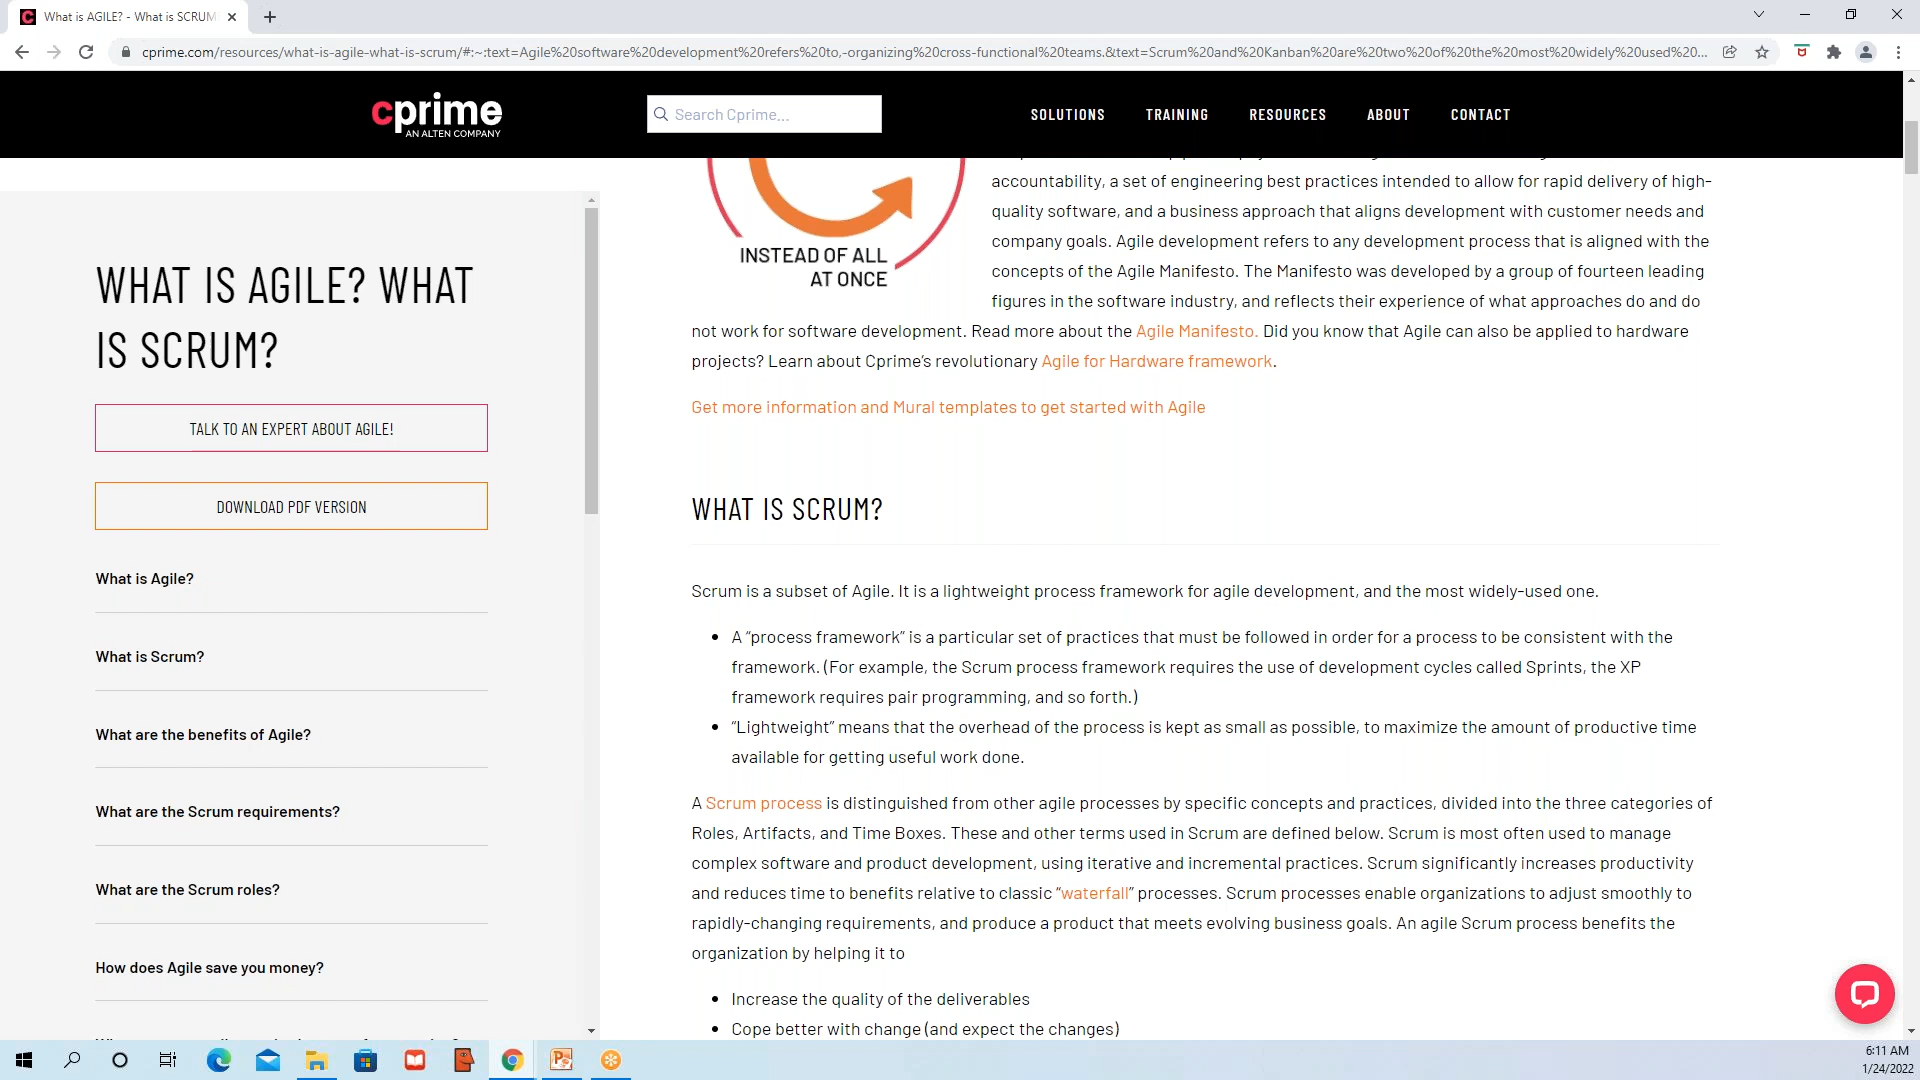 What is AGILE? - What is SCRUM
cprime.com/resources/what-is-agile-what-is-scrum/#:~:text=Agile%20software%20development%20refers%20to,-organizing%20cross-functional%20teams.&text=Scrum%20and%20Kanban%20are%20two%20of%20the%20most%20widely%20used%20...
cprime
AN ALTEN COMPANY
Search Cprime...
SOLUTIONS
TRAINING
RESOURCES
ABOUT
CONTACT
WHAT IS AGILE? WHAT
IS SCRUM?
TALK TO AN EXPERT ABOUT AGILE!
DOWNLOAD PDF VERSION
What is Agile?
What is Scrum?
What are the benefits of Agile?
What are the Scrum requirements?
What are the Scrum roles?
How does Agile save you money?
INSTEAD OF ALL
AT ONCE
accountability, a set of engineering best practices intended to allow for rapid delivery of high-
quality software, and a business approach that aligns development with customer needs and
company goals. Agile development refers to any development process that is aligned with the
concepts of the Agile Manifesto. The Manifesto was developed by a group of fourteen leading
figures in the software industry, and reflects their experience of what approaches do and do
not work for software development. Read more about the Agile Manifesto. Did you know that Agile can also be applied to hardware
projects? Learn about Cprime’s revolutionary Agile for Hardware framework.
Get more information and Mural templates to get started with Agile
WHAT IS SCRUM?
Scrum is a subset of Agile. It is a lightweight process framework for agile development, and the most widely-used one.
• A “process framework” is a particular set of practices that must be followed in order for a process to be consistent with the
framework. (For example, the Scrum process framework requires the use of development cycles called Sprints, the XP
framework requires pair programming, and so forth.)
• “Lightweight” means that the overhead of the process is kept as small as possible, to maximize the amount of productive time
available for getting useful work done.
A Scrum process is distinguished from other agile processes by specific concepts and practices, divided into the three categories of
Roles, Artifacts, and Time Boxes. These and other terms used in Scrum are defined below. Scrum is most often used to manage
complex software and product development, using iterative and incremental practices. Scrum significantly increases productivity
and reduces time to benefits relative to classic “waterfall” processes. Scrum processes enable organizations to adjust smoothly to
rapidly-changing requirements, and produce a product that meets evolving business goals. An agile Scrum process benefits the
organization by helping it to
• Increase the quality of the deliverables
• Cope better with change (and expect the changes)
6:11 AM
1/24/2022